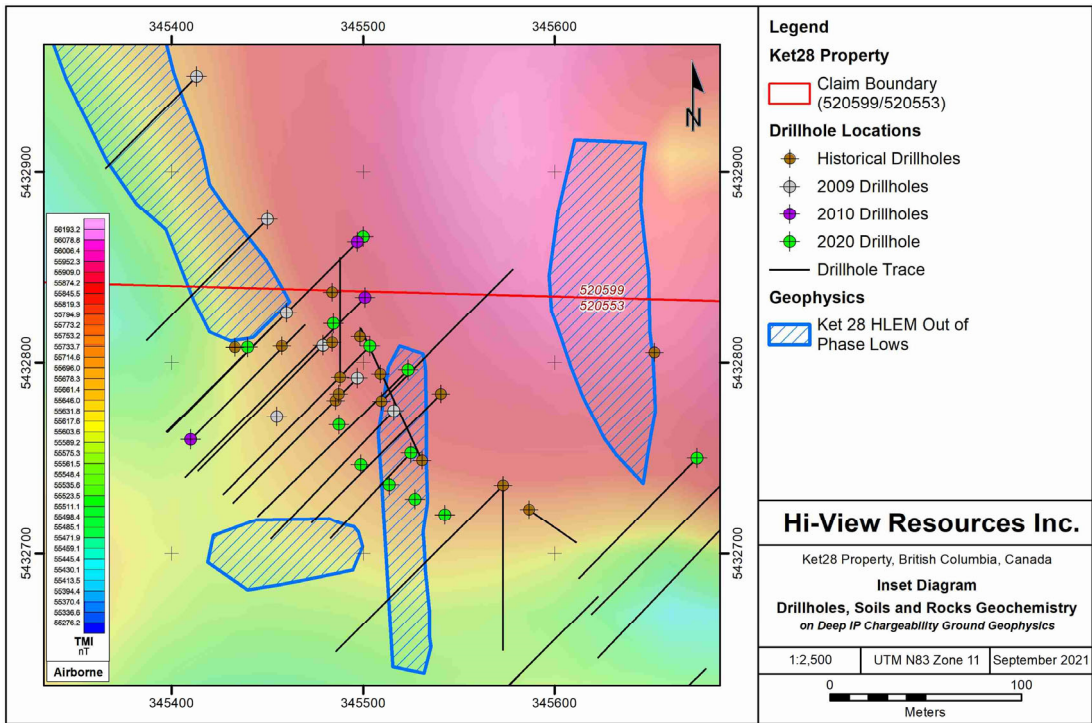 345400
345500
345600
5432900
5432900
5432800
5432800
5432700
5432700
N
520599
520553
56193.2
56078.8
56006.4
55952.3
55909.0
55874.2
55845.5
55819.3
55794.9
55773.2
55753.2
55733.7
55714.6
55696.0
55678.3
55661.4
55646.0
55631.8
55617.6
55603.6
55589.2
55575.3
55561.5
55548.4
55535.6
55523.5
55511.1
55498.4
55485.1
55471.9
55459.1
55445.4
55430.1
55413.5
55394.4
55370.4
55336.6
55276.2
TMI
nT
Airborne
345400
345500
345600
Legend
Ket28 Property
Claim Boundary
(520599/520553)
Drillhole Locations
Historical Drillholes
2009 Drillholes
2010 Drillholes
2020 Drillhole
Drillhole Trace
Geophysics
Ket 28 HLEM Out of
Phase Lows
Hi-View Resources Inc.
Ket28 Property, British Columbia, Canada
Inset Diagram
Drillholes, Soils and Rocks Geochemistry
on Deep IP Chargeability Ground Geophysics
1:2,500
UTM N83 Zone 11
September 2021
0
100
Meters